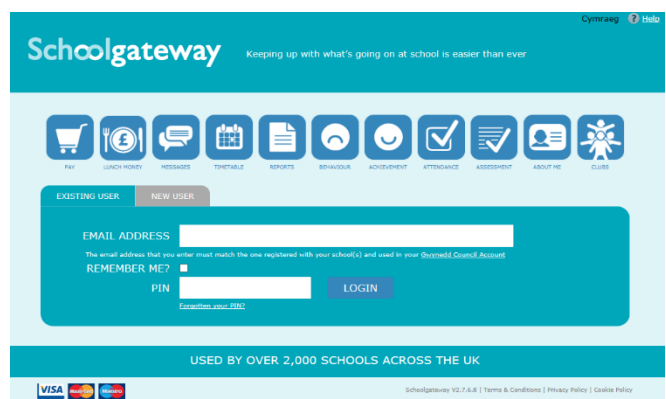 Cymraeg ? Help
Schoolgateway Keeping up with what's going on at school is easier than ever
£
PAY LUNCH MONEY MESSAGES TIMETABLE REPORTS BEHAVIOUR ACHIEVEMENT ATTENDANCE ASSESSMENT ABOUT ME CLUBS
EXISTING USER NEW USER
EMAIL ADDRESS
The email address that you enter must match the one registered with your school(s) and used in your Gwynedd Council Account
REMEMBER ME?
PIN LOGIN
Forgotten your PIN?
USED BY OVER 2,000 SCHOOLS ACROSS THE UK
VISA MasterCard Maestro Schoolgateway V2.7.6.8 | Terms & Conditions | Privacy Policy | Cookie Policy